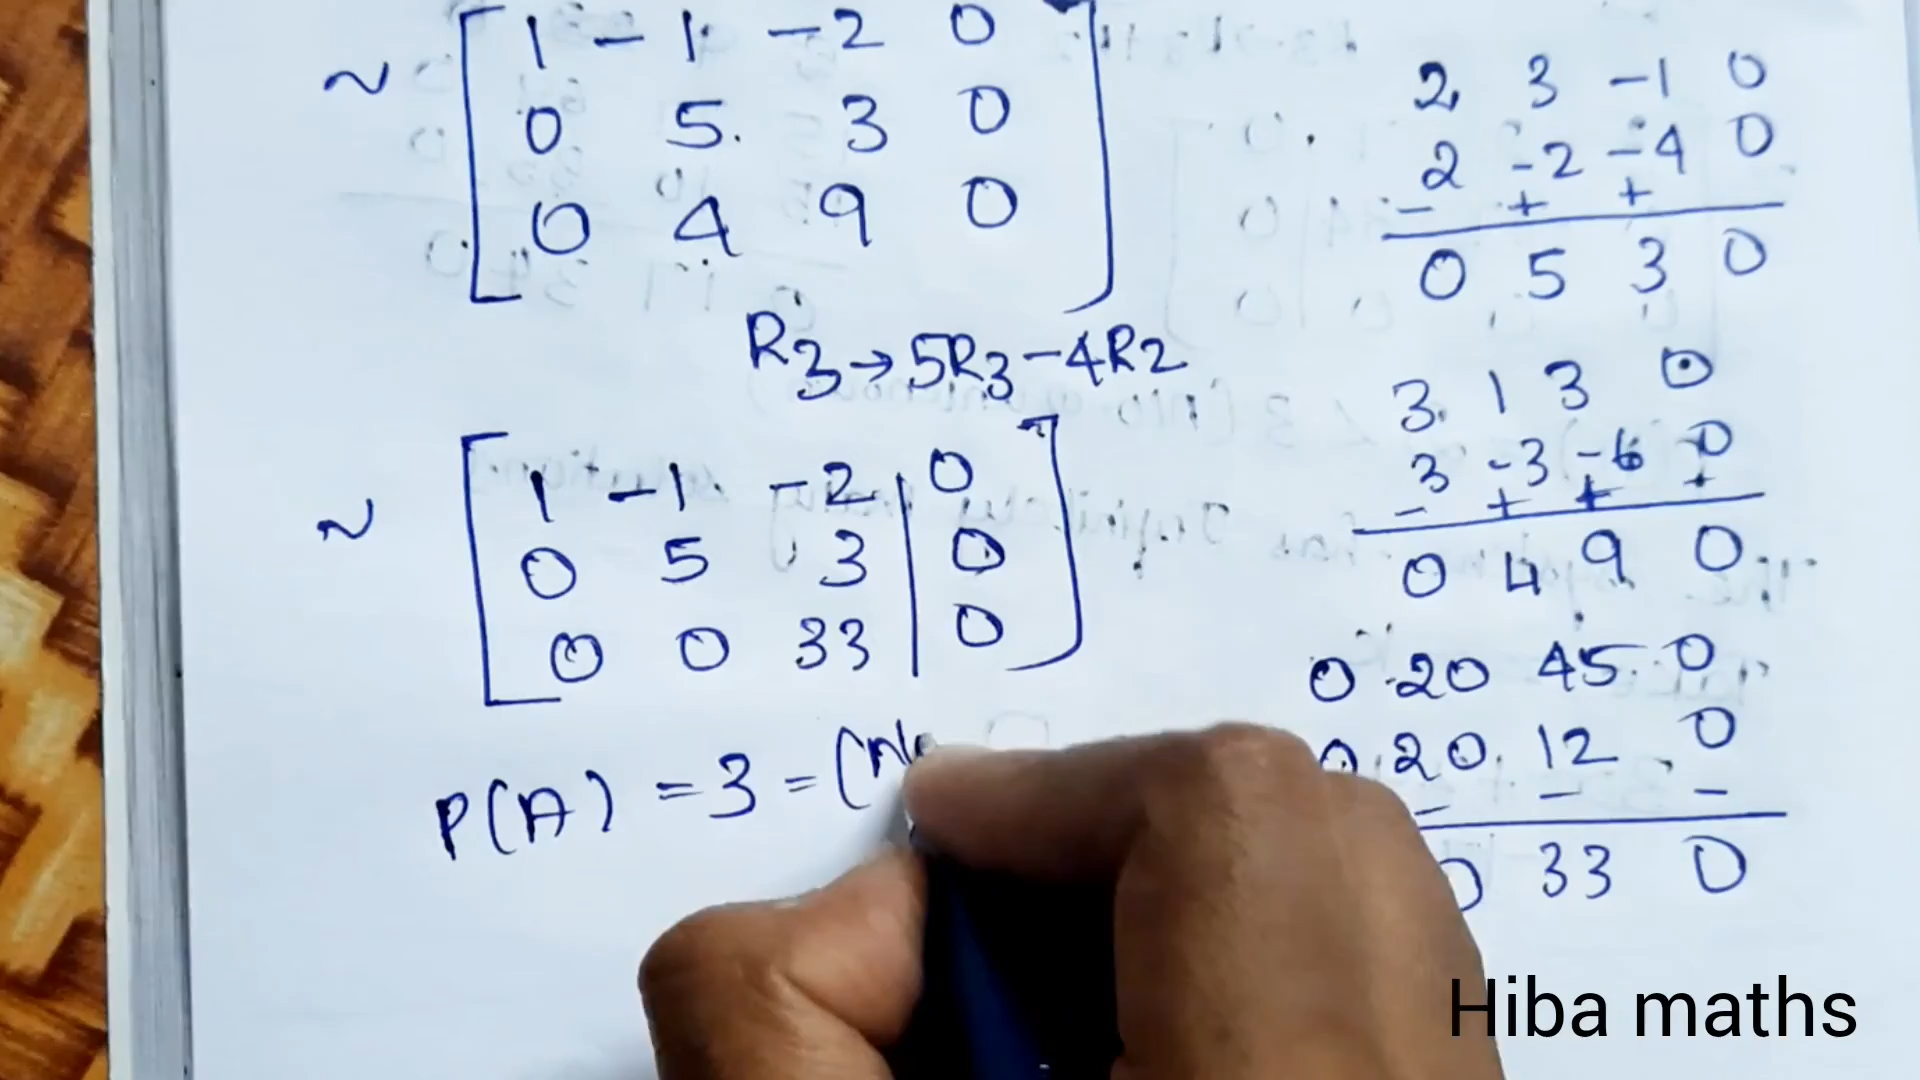 ~ 1 -1 -2 0
0 5 3 0
0 4 9 0
R3→5R3-4R2
~ 1 -1 -2 | 0
0 5 3 | 0
0 0 33 | 0
P(A) = 3 = (No
2 3 -1 0
2 -2 -4 0
- + +
0 5 3 0
3 1 3 0
3 -3 -6 0
- + + +
0 4 9 0
0 20 45 0
0 20 12 0
- - -
0 33 0
Hiba maths